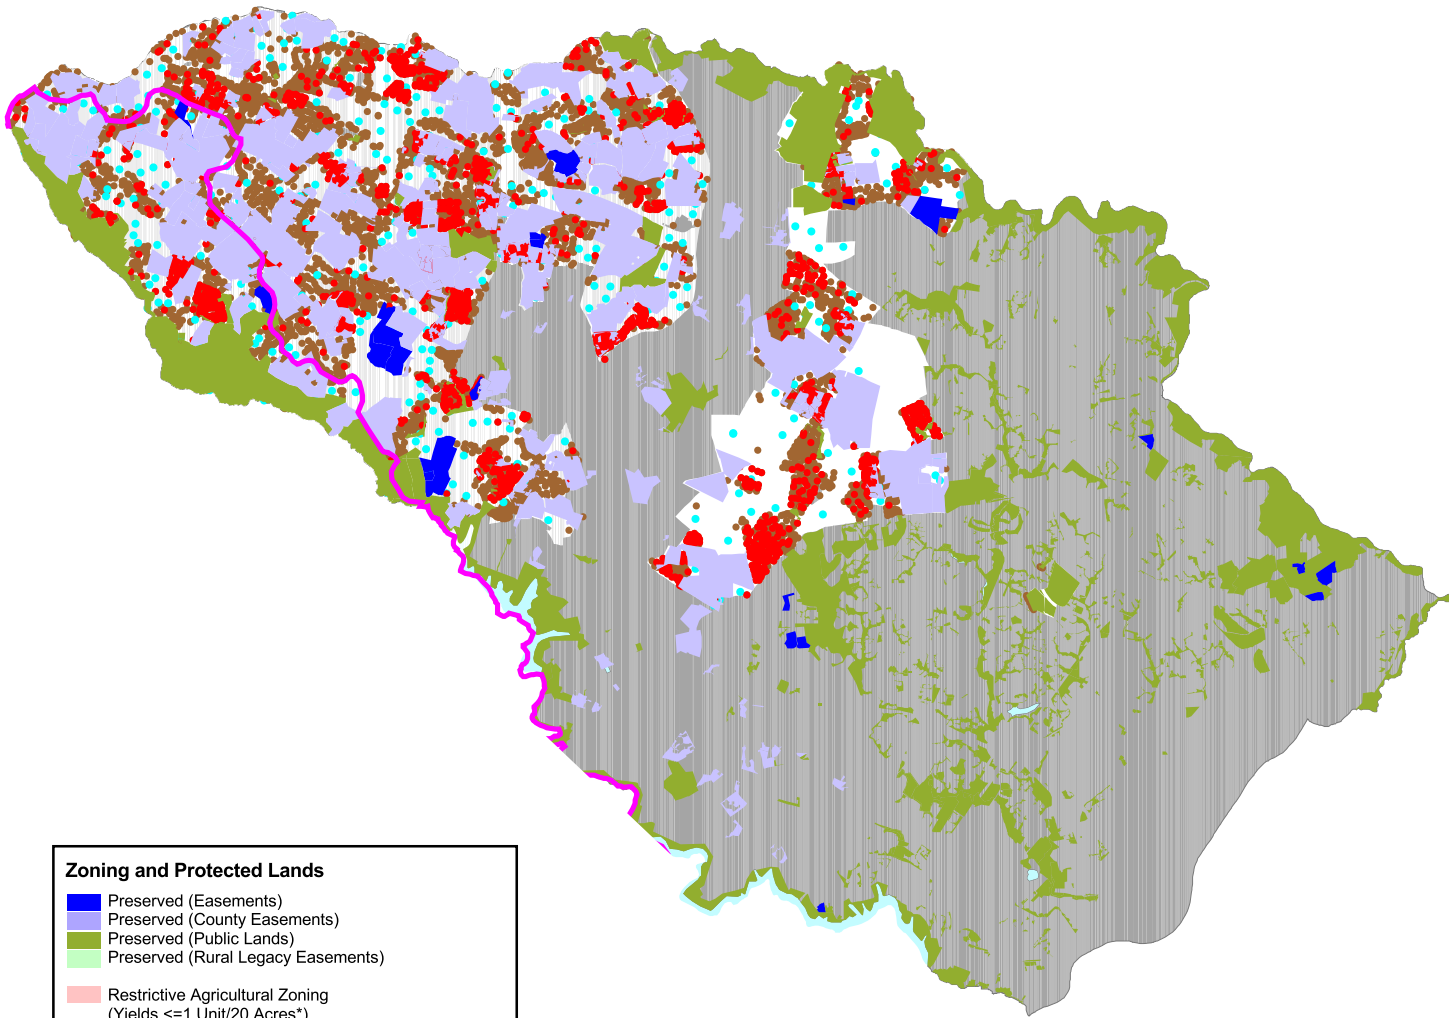 Zoning and Protected Lands
Preserved (Easements)
Preserved (County Easements)
Preserved (Public Lands)
Preserved (Rural Legacy Easements)
Restrictive Agricultural Zoning
(Yields <=1 Unit/20 Acres*)